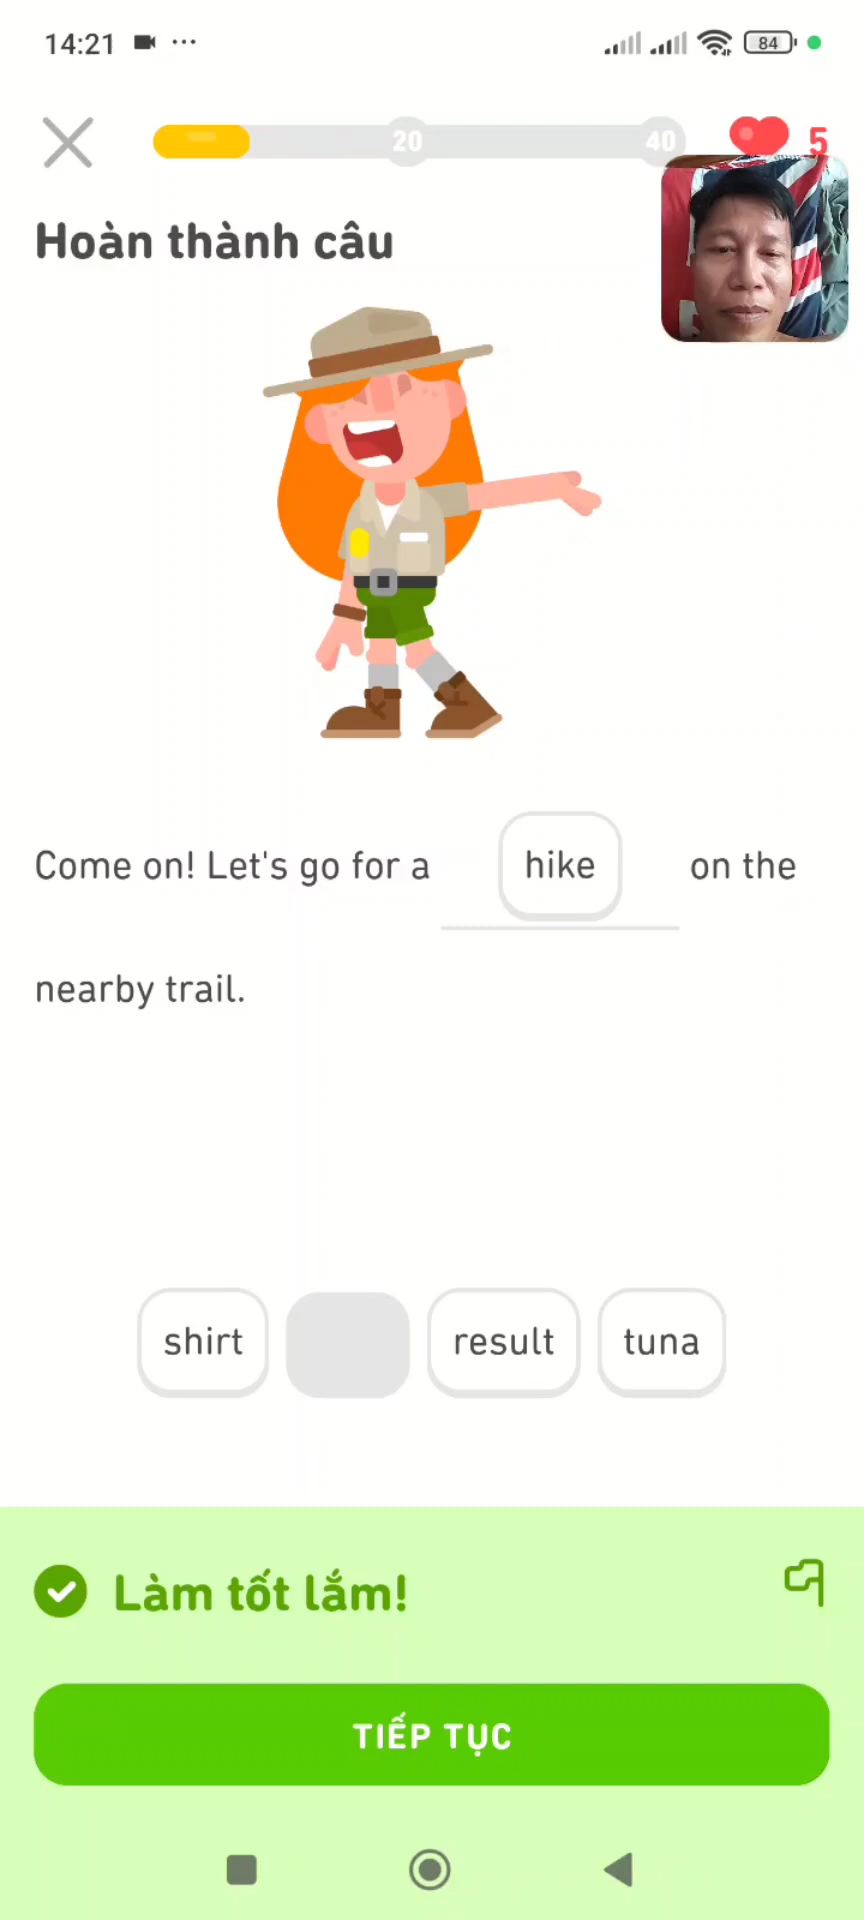 14:21 84
20 40 5
Hoàn thành câu
Come on! Let's go for a hike on the
nearby trail.
shirt result tuna
Làm tốt lắm!
TIẾP TỤC